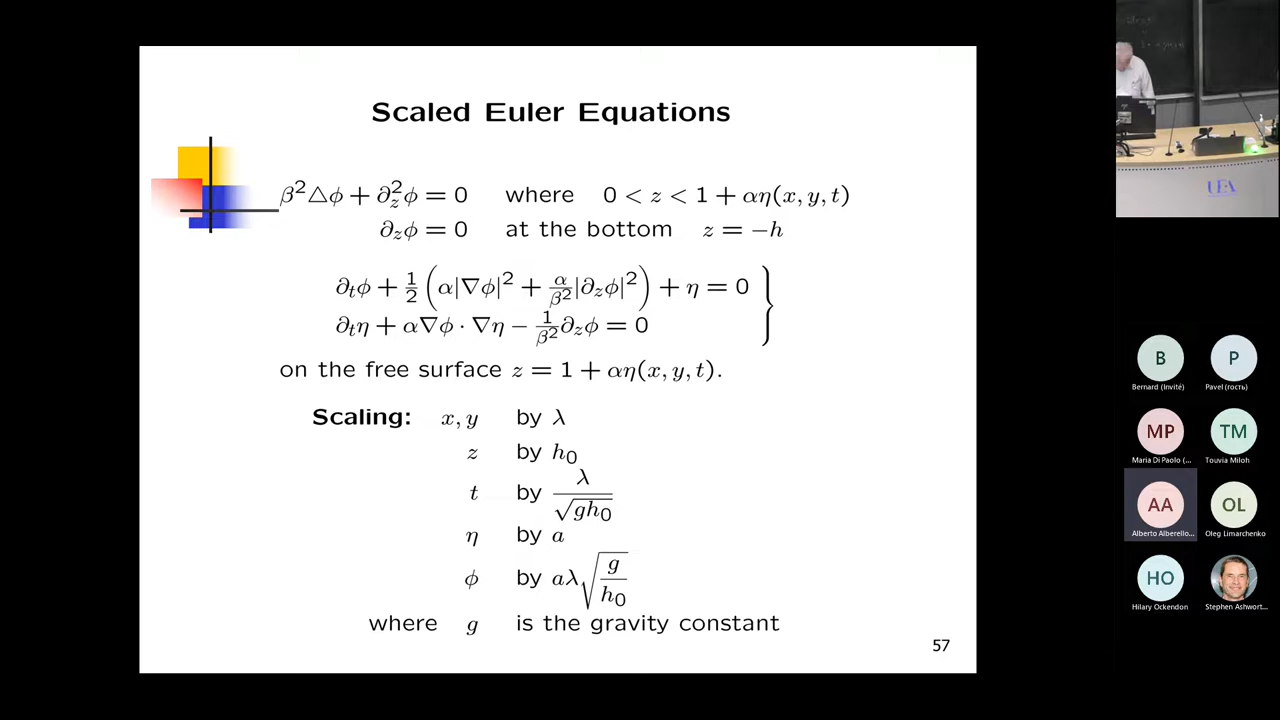 Scaled Euler Equations
β²△ϕ + ∂_z²ϕ = 0 where 0 < z < 1 + αη(x, y, t)
∂_zϕ = 0 at the bottom z = −h
∂_tϕ + 1/2 (α|∇ϕ|² + α/β² |∂_zϕ|²) + η = 0
∂_tη + α∇ϕ · ∇η − 1/β² ∂_zϕ = 0 }
on the free surface z = 1 + αη(x, y, t).
Scaling: x, y by λ
z by h₀
t by λ/√(gh₀)
η by a
ϕ by aλ√(g/h₀)
where g is the gravity constant
57
UEA
B
Bernard (Invité)
P
Pavel (гость)
MP
Maria Di Paolo (...
TM
Touvia Miloh
AA
Alberto Alberello...
OL
Oleg Limarchenko
HO
Hilary Ockendon
Stephen Ashwort...